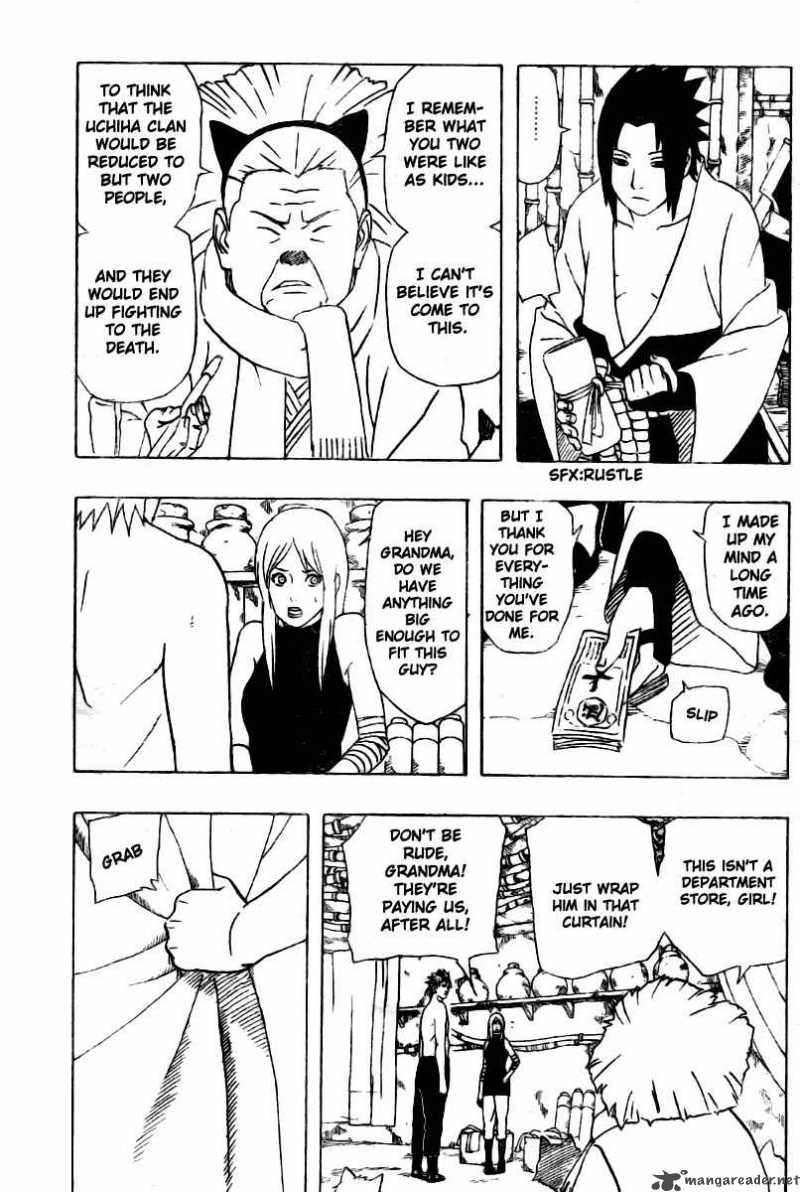 .........
SFX:RUSTLE
I REMEM-
BER WHAT
YOU TWO
WERE LIKE
AS KIDS...
I CAN'T
BELIEVE IT'S
COME TO
THIS.
TO THINK
THAT THE
UCHIHA CLAN
WOULD BE
REDUCED TO
BUT TWO
PEOPLE,
AND THEY
WOULD END
UP FIGHTING
TO THE
DEATH.
I MADE
UP MY
MIND A
LONG
TIME
AGO.
BUT I
THANK
YOU FOR
EVERY-
THING
YOU'VE
DONE FOR
ME.
SLIP
HEY
GRANDMA,
DO WE
HAVE
ANYTHING
BIG
ENOUGH TO
FIT THIS
GUY?
THIS ISN'T A
DEPARTMENT
STORE, GIRL!
JUST WRAP
HIM IN THAT
CURTAIN!
DON'T BE
RUDE,
GRANDMA!
THEY'RE
PAYING US,
AFTER ALL!
GRAB
mangareader.net